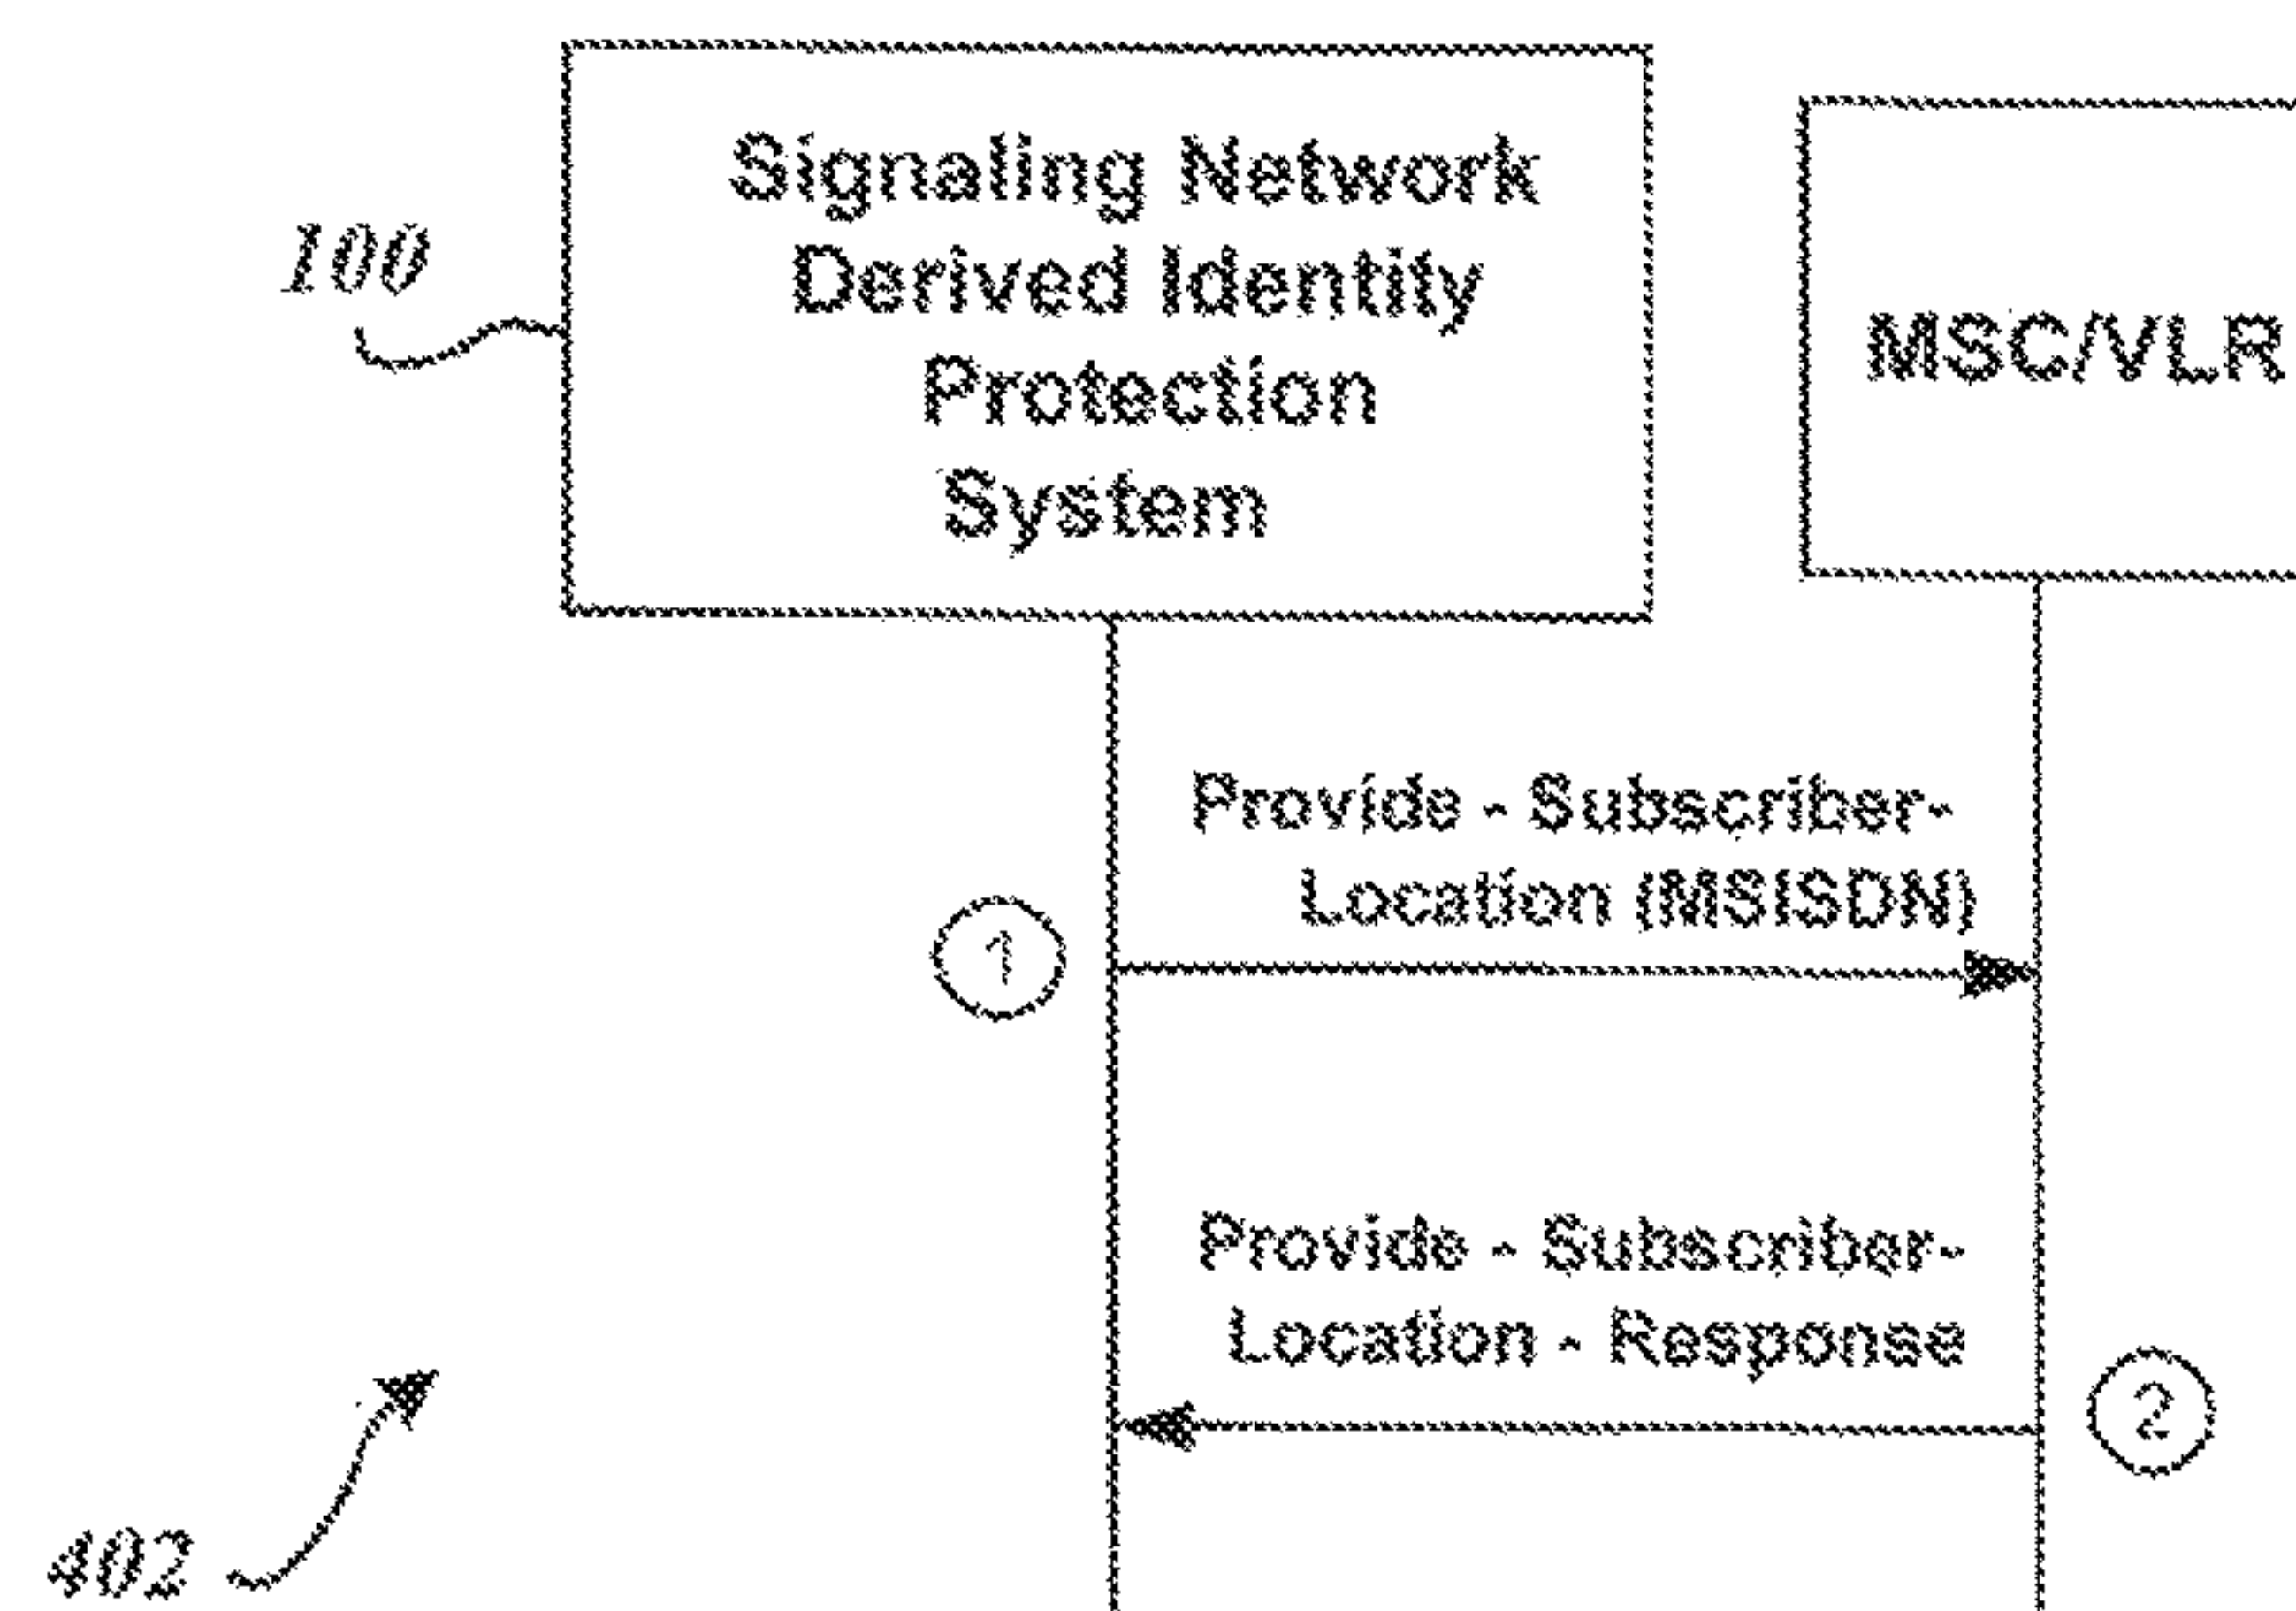 Signaling Network
Derived Identity
Protection
System
100
MSC/VLR
Provide - Subscriber-
Location (MSISDN)
1
Provide - Subscriber-
Location - Response
2
402